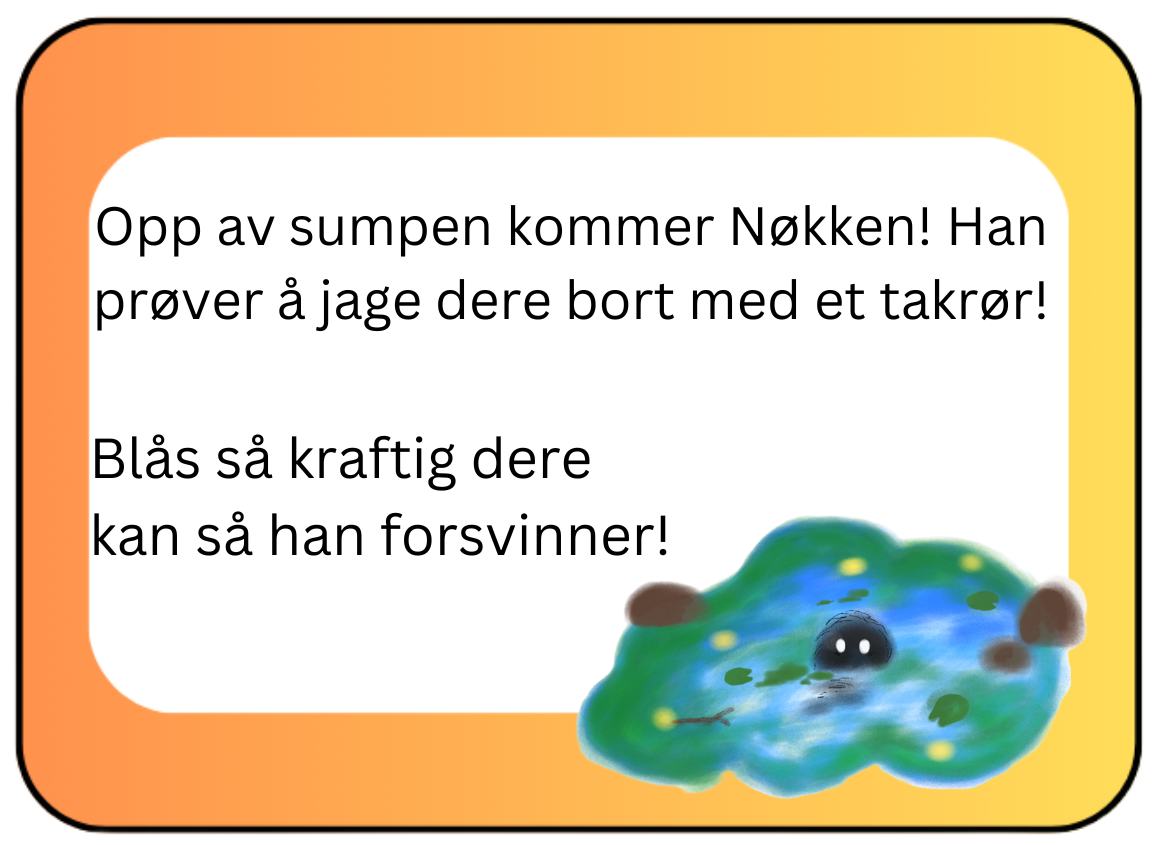 Opp av sumpen kommer Nøkken! Han
prøver å jage dere bort med et takrør!
Blås så kraftig dere
kan så han forsvinner!